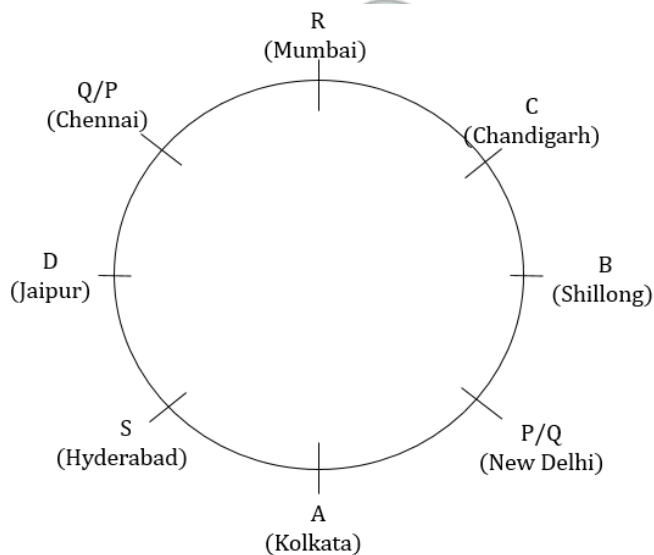 R
(Mumbai)
Q/P
(Chennai)
C
(Chandigarh)
D
(Jaipur)
B
(Shillong)
S
(Hyderabad)
P/Q
(New Delhi)
A
(Kolkata)